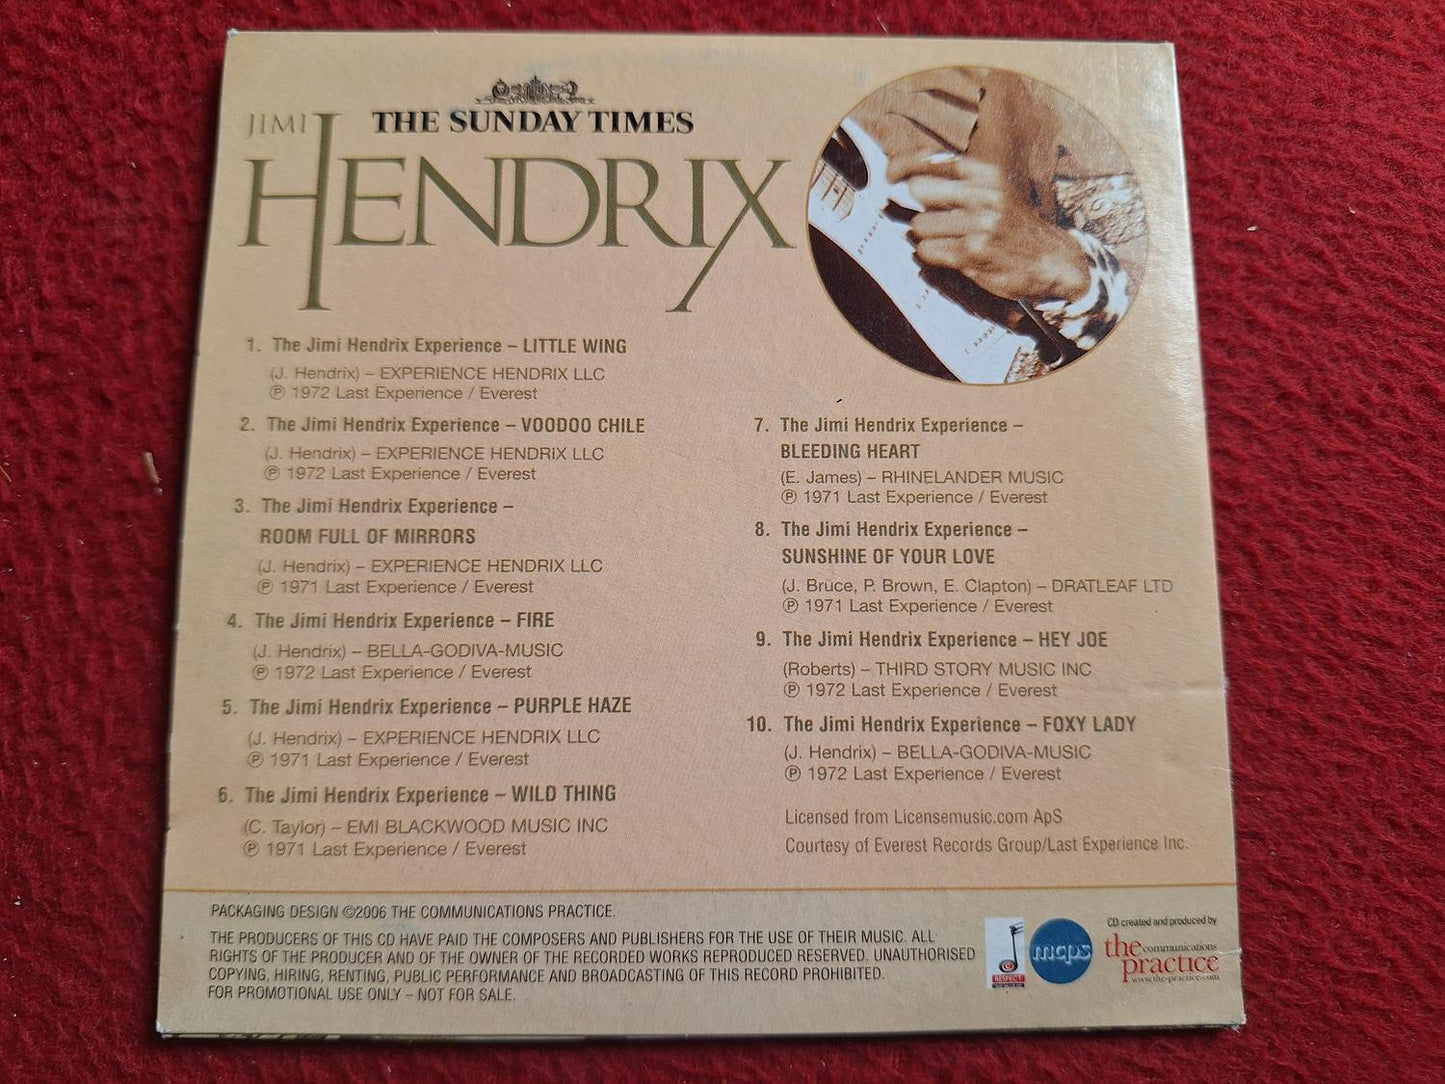 THE SUNDAY TIMES
JIMI
HENDRIX
1. The Jimi Hendrix Experience – LITTLE WING
(J. Hendrix) – EXPERIENCE HENDRIX LLC
℗ 1972 Last Experience / Everest
2. The Jimi Hendrix Experience – VOODOO CHILE
(J. Hendrix) – EXPERIENCE HENDRIX LLC
℗ 1972 Last Experience / Everest
3. The Jimi Hendrix Experience –
ROOM FULL OF MIRRORS
(J. Hendrix) – EXPERIENCE HENDRIX LLC
℗ 1971 Last Experience / Everest
4. The Jimi Hendrix Experience – FIRE
(J. Hendrix) – BELLA-GODIVA-MUSIC
℗ 1972 Last Experience / Everest
5. The Jimi Hendrix Experience – PURPLE HAZE
(J. Hendrix) – EXPERIENCE HENDRIX LLC
℗ 1971 Last Experience / Everest
6. The Jimi Hendrix Experience – WILD THING
(C. Taylor) – EMI BLACKWOOD MUSIC INC
℗ 1971 Last Experience / Everest
7. The Jimi Hendrix Experience –
BLEEDING HEART
(E. James) – RHINELANDER MUSIC
℗ 1971 Last Experience / Everest
8. The Jimi Hendrix Experience –
SUNSHINE OF YOUR LOVE
(J. Bruce, P. Brown, E. Clapton) – DRATLEAF LTD
℗ 1971 Last Experience / Everest
9. The Jimi Hendrix Experience – HEY JOE
(Roberts) – THIRD STORY MUSIC INC
℗ 1972 Last Experience / Everest
10. The Jimi Hendrix Experience – FOXY LADY
(J. Hendrix) – BELLA-GODIVA-MUSIC
℗ 1972 Last Experience / Everest
Licensed from Licensemusic.com ApS
Courtesy of Everest Records Group/Last Experience Inc.
PACKAGING DESIGN ©2006 THE COMMUNICATIONS PRACTICE.
THE PRODUCERS OF THIS CD HAVE PAID THE COMPOSERS AND PUBLISHERS FOR THE USE OF THEIR MUSIC. ALL
RIGHTS OF THE PRODUCER AND OF THE OWNER OF THE RECORDED WORKS REPRODUCED RESERVED. UNAUTHORISED
COPYING, HIRING, RENTING, PUBLIC PERFORMANCE AND BROADCASTING OF THIS RECORD PROHIBITED.
FOR PROMOTIONAL USE ONLY – NOT FOR SALE.
RESPECT
mcps
CD created and produced by
the communications
practice
www.the-practice.com